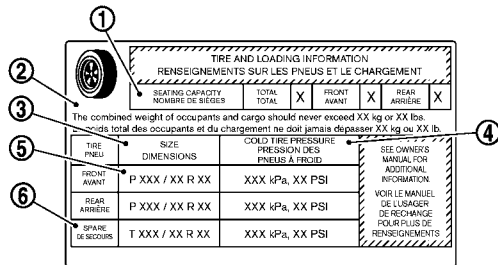 ①
TIRE AND LOADING INFORMATION
RENSEIGNEMENTS SUR LES PNEUS ET LE CHARGEMENT
②
SEATING CAPACITY
NOMBRE DE SIÈGES
TOTAL
TOTAL
X
FRONT
AVANT
X
REAR
ARRIÈRE
X
The combined weight of occupants and cargo should never exceed XX kg or XX lbs.
poids total des occupants et du chargement ne doit jamais dépasser XX kg ou XX lb.
③
④
TIRE
PNEU
SIZE
DIMENSIONS
COLD TIRE PRESSURE
PRESSION DES
PNEUS À FROID
SEE OWNER'S
MANUAL FOR
ADDITIONAL
INFORMATION.
VOIR LE MANUEL
DE L'USAGER
DE RECHANGE
POUR PLUS DE
RENSEIGNEMENTS
⑤
FRONT
AVANT
P XXX / XX R XX
XXX kPa, XX PSI
REAR
ARRIÈRE
P XXX / XX R XX
XXX kPa, XX PSI
⑥
SPARE
DE SECOURS
T XXX / XX R XX
XXX kPa, XX PSI